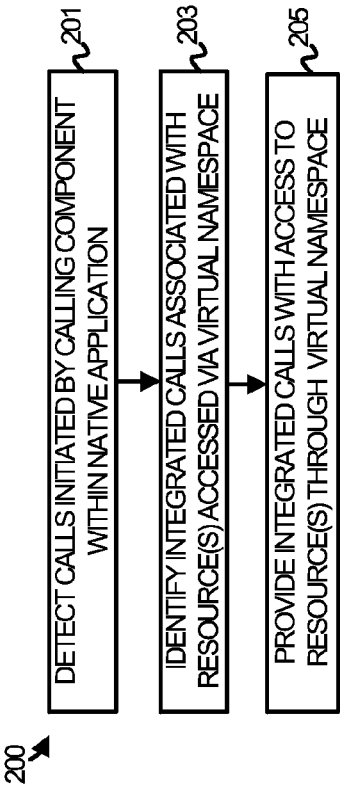 200
DETECT CALLS INITIATED BY CALLING COMPONENT
WITHIN NATIVE APPLICATION
201
IDENTIFY INTEGRATED CALLS ASSOCIATED WITH
RESOURCE(S) ACCESSED VIA VIRTUAL NAMESPACE
203
PROVIDE INTEGRATED CALLS WITH ACCESS TO
RESOURCE(S) THROUGH VIRTUAL NAMESPACE
205